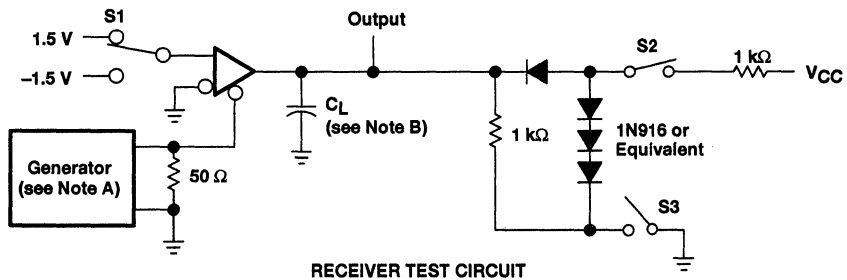 S1
Output
1.5 V
–1.5 V
S2
1 kΩ
VCC
CL
(see Note B)
1 kΩ
1N916 or
Equivalent
Generator
(see Note A)
50 Ω
S3
RECEIVER TEST CIRCUIT